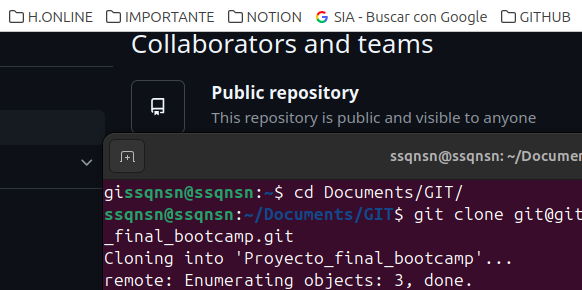 H.ONLINE IMPORTANTE NOTION SIA - Buscar con Google GITHUB
Collaborators and teams
Public repository
This repository is public and visible to anyone
ssqnsn@ssqnsn: ~/Docume
gissqnsn@ssqnsn:~$ cd Documents/GIT/
ssqnsn@ssqnsn:~/Documents/GIT$ git clone git@git
_final_bootcamp.git
Cloning into 'Proyecto_final_bootcamp'...
remote: Enumerating objects: 3, done.